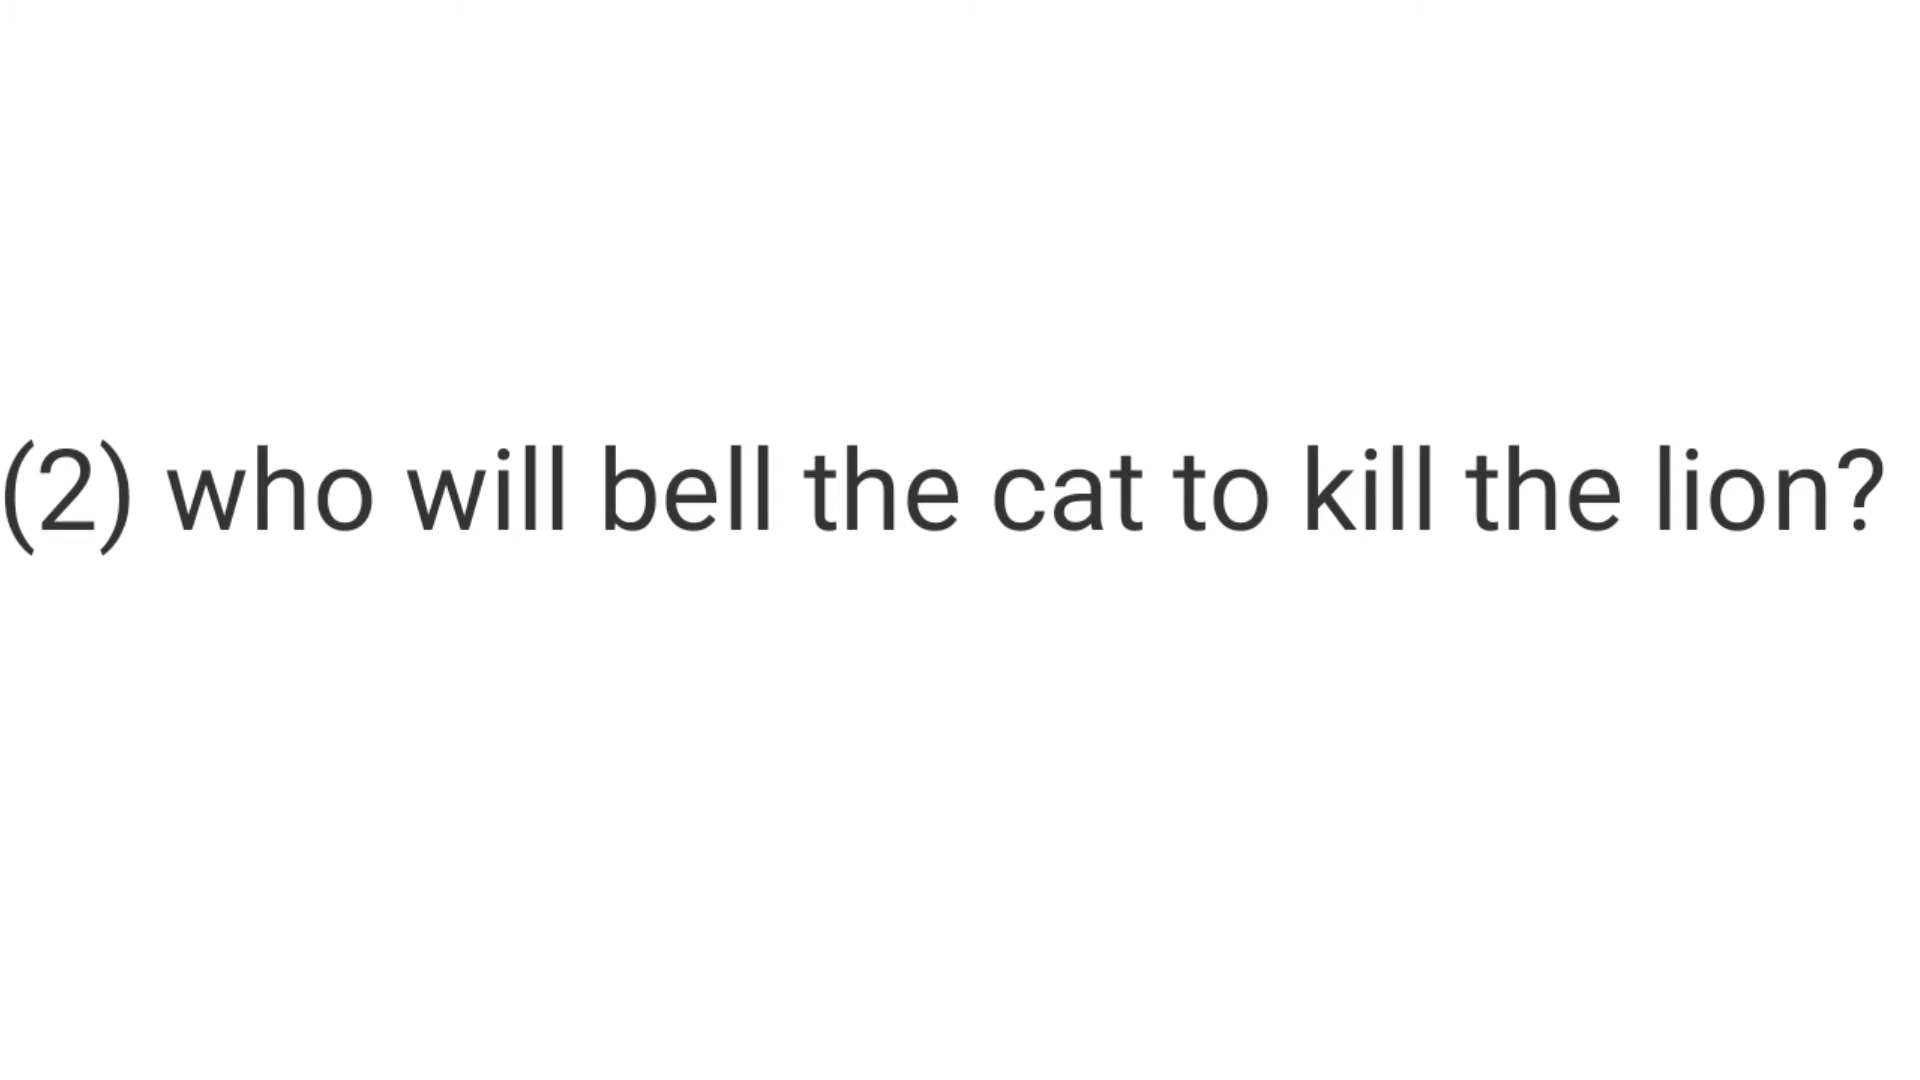 (2) who will bell the cat to kill the lion?